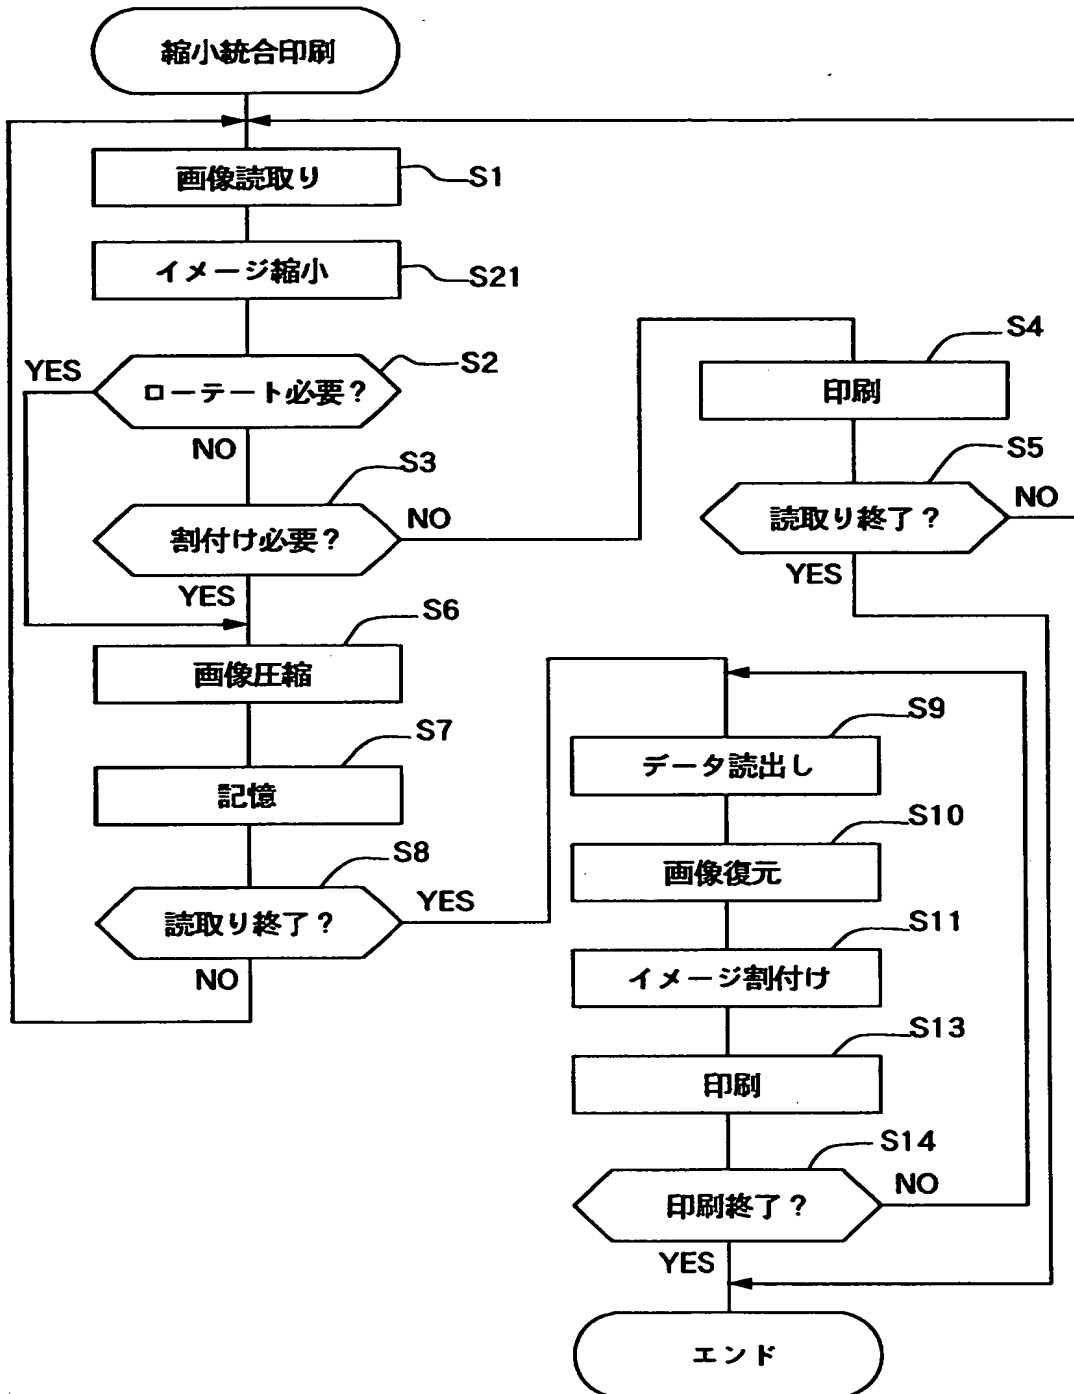 縮小統合印刷
画像読取り
S1
イメージ縮小
S21
ローテート必要?
S2
YES
NO
割付け必要?
S3
NO
YES
画像圧縮
S6
記憶
S7
読取り終了?
S8
YES
NO
印刷
S4
読取り終了?
S5
NO
YES
データ読出し
S9
画像復元
S10
イメージ割付け
S11
印刷
S13
印刷終了?
S14
NO
YES
エンド